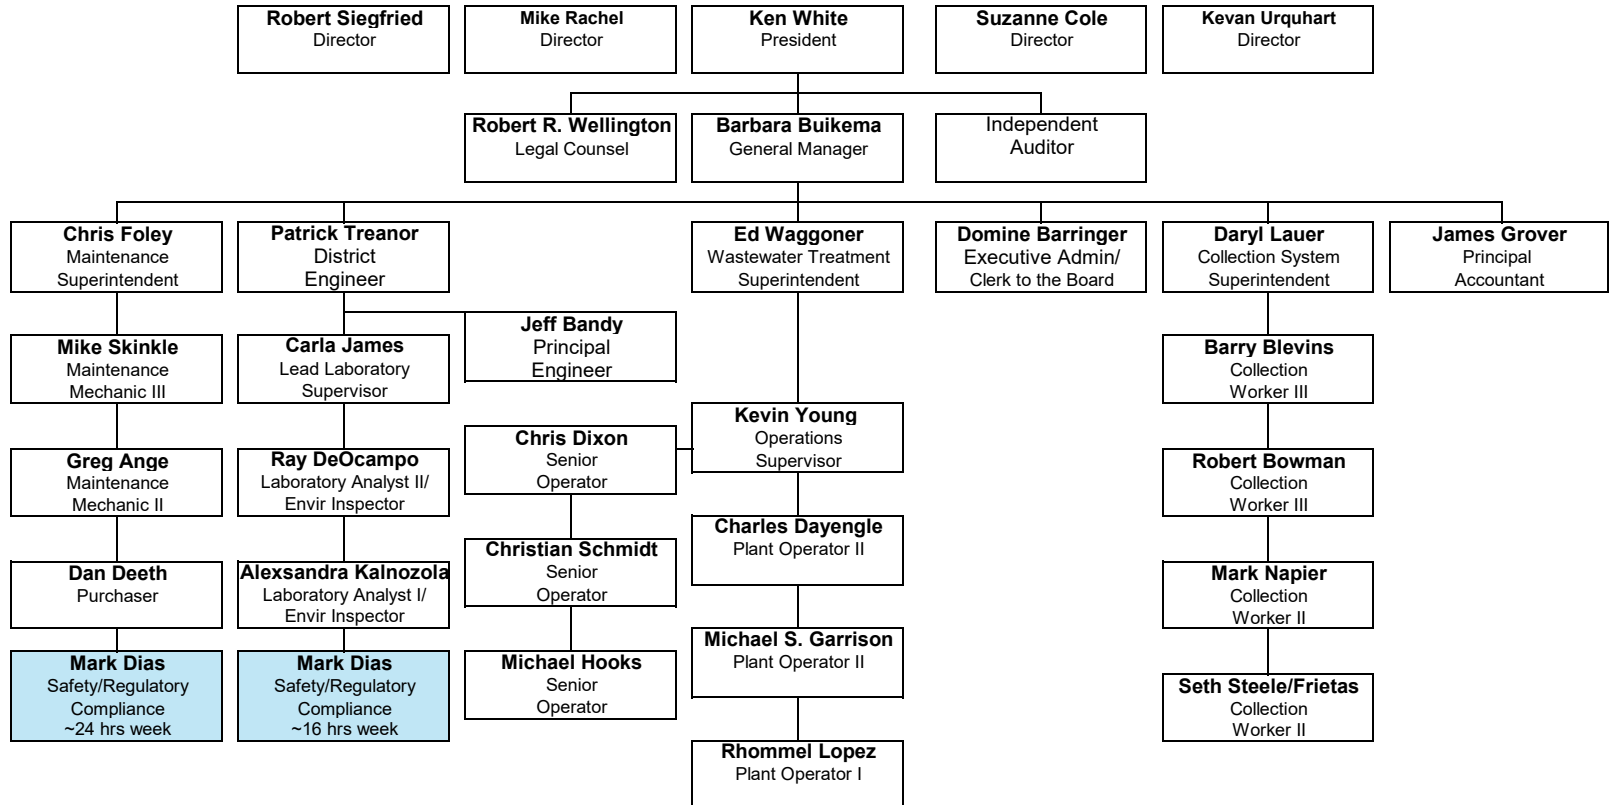 Robert Siegfried
Director
Mike Rachel
Director
Ken White
President
Suzanne Cole
Director
Kevan Urquhart
Director
Robert R. Wellington
Legal Counsel
Barbara Buikema
General Manager
Independent
Auditor
Chris Foley
Maintenance
Superintendent
Patrick Treanor
District
Engineer
Ed Waggoner
Wastewater Treatment
Superintendent
Domine Barringer
Executive Admin/
Clerk to the Board
Daryl Lauer
Collection System
Superintendent
James Grover
Principal
Accountant
Mike Skinkle
Maintenance
Mechanic III
Carla James
Lead Laboratory
Supervisor
Jeff Bandy
Principal
Engineer
Barry Blevins
Collection
Worker III
Kevin Young
Operations
Supervisor
Chris Dixon
Senior
Operator
Greg Ange
Maintenance
Mechanic II
Ray DeOcampo
Laboratory Analyst II/
Envir Inspector
Robert Bowman
Collection
Worker III
Charles Dayengle
Plant Operator II
Christian Schmidt
Senior
Operator
Dan Deeth
Purchaser
Alexsandra Kalnozola
Laboratory Analyst I/
Envir Inspector
Mark Napier
Collection
Worker II
Michael S. Garrison
Plant Operator II
Mark Dias
Safety/Regulatory
Compliance
~24 hrs week
Mark Dias
Safety/Regulatory
Compliance
~16 hrs week
Michael Hooks
Senior
Operator
Seth Steele/Frietas
Collection
Worker II
Rhommel Lopez
Plant Operator I